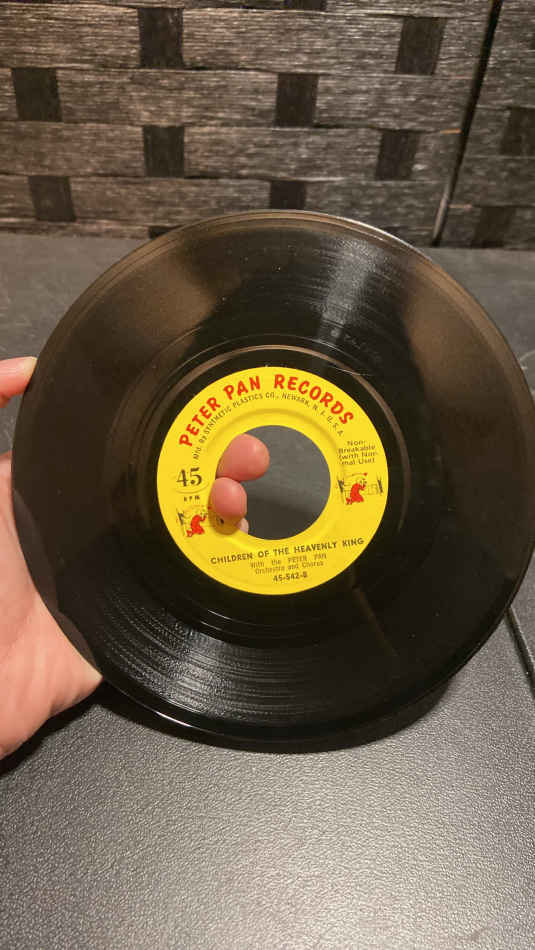 PETER PAN RECORDS
Mfd. By SYNTHETIC PLASTICS CO., NEWARK, N. J. U. S. A.
45
RPM
Non-
Breakable
(with Nor-
mal Use)
CHILDREN OF THE HEAVENLY KING
With the PETER PAN
Orchestra and Chorus
45-542-B